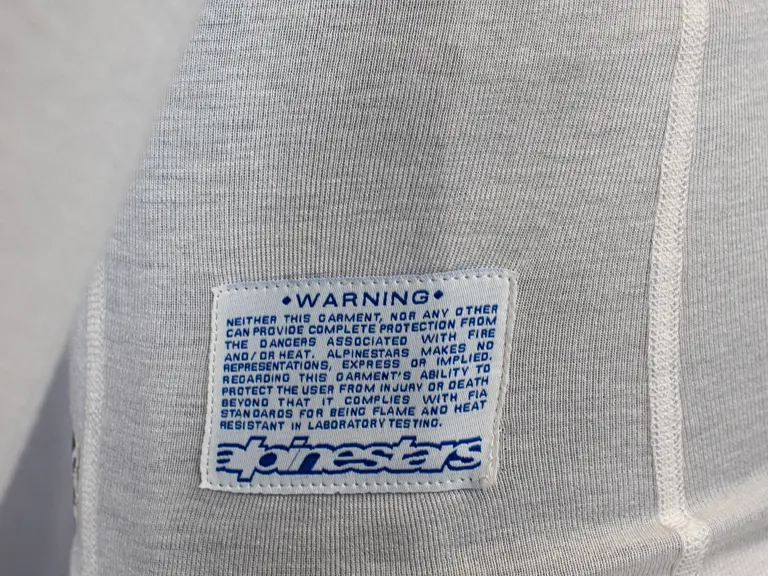 •WARNING•
NEITHER THIS GARMENT, NOR ANY OTHER
CAN PROVIDE COMPLETE PROTECTION FROM
THE DANGERS ASSOCIATED WITH FIRE
AND/OR HEAT. ALPINESTARS MAKES NO
REPRESENTATIONS, EXPRESS OR IMPLIED,
REGARDING THIS GARMENT'S ABILITY TO
PROTECT THE USER FROM INJURY OR DEATH
BEYOND THAT IT COMPLIES WITH FIA
STANDARDS FOR BEING FLAME AND HEAT
RESISTANT IN LABORATORY TESTING.
alpinestars